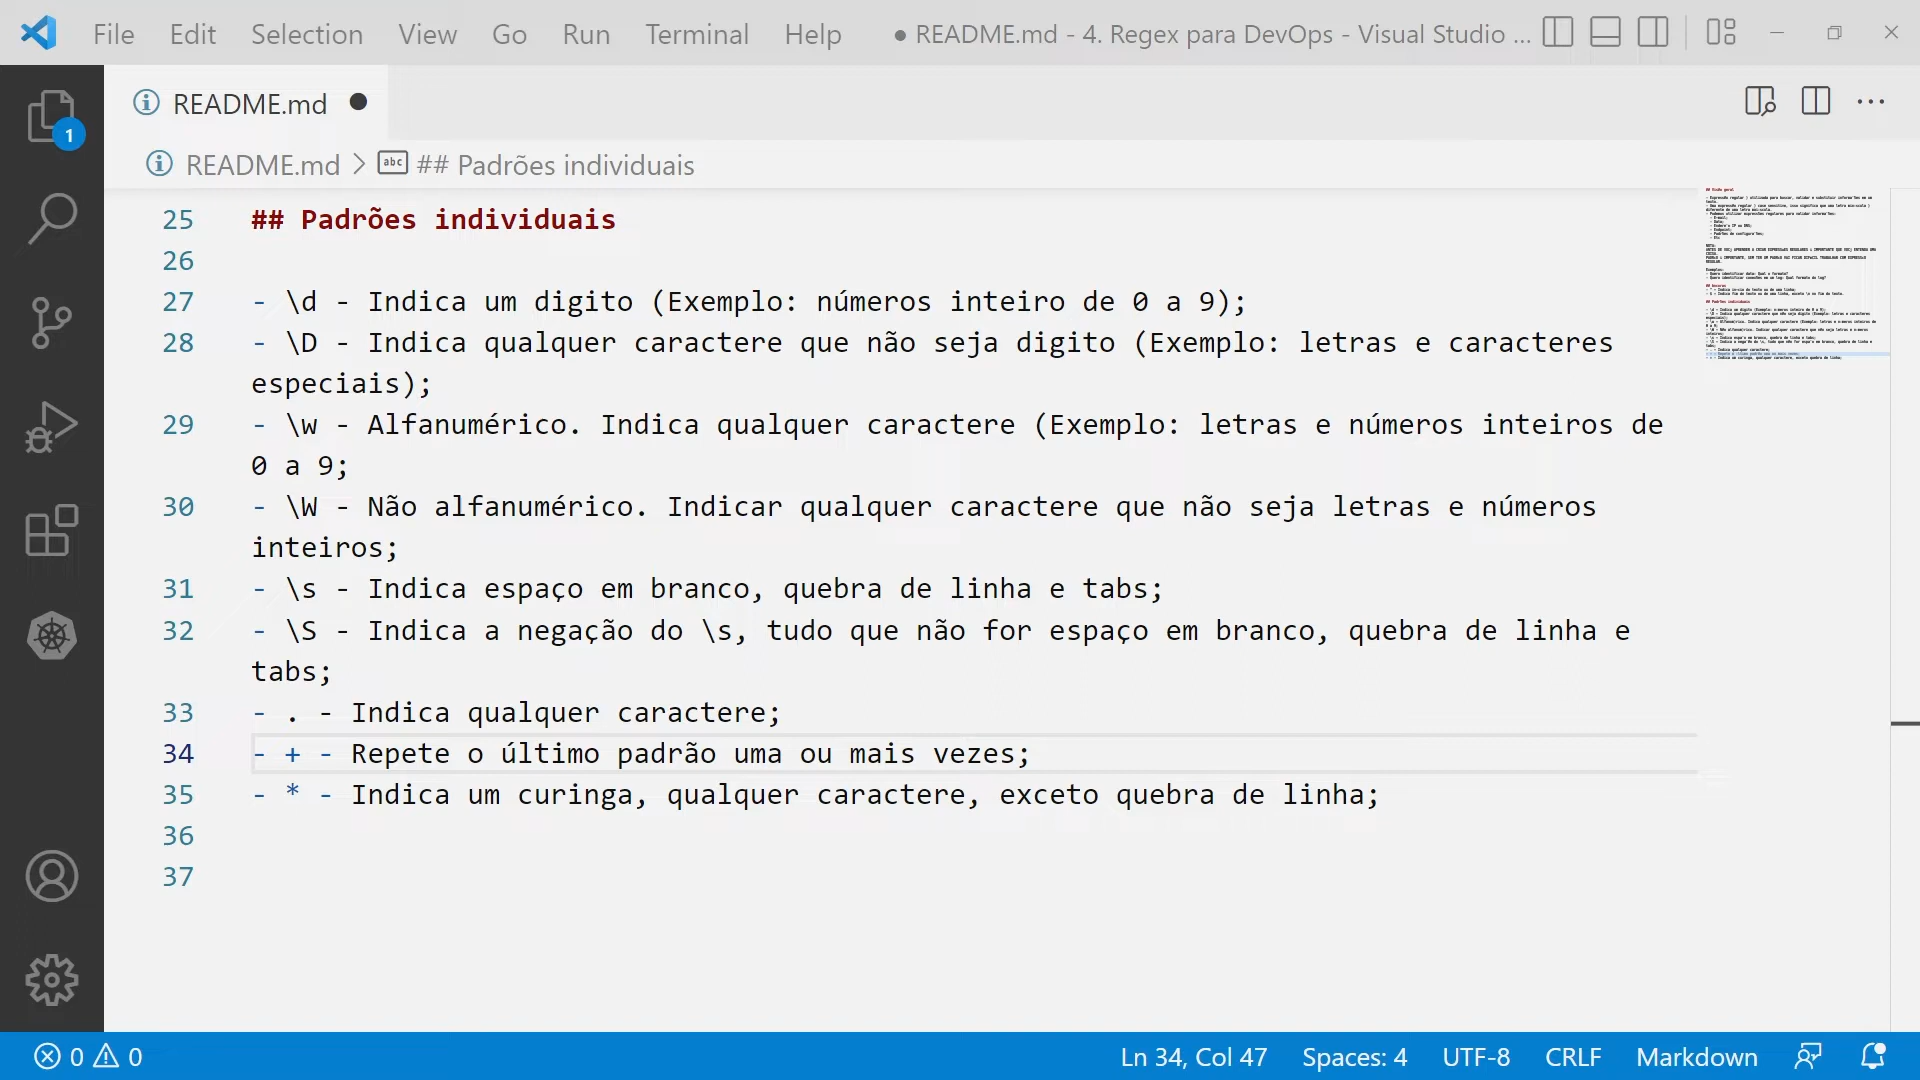 File Edit Selection View Go Run Terminal Help ● README.md - 4. Regex para DevOps - Visual Studio ...
README.md
README.md > ## Padrões individuais
1
25 ## Padrões individuais
26
27 - \d - Indica um digito (Exemplo: números inteiro de 0 a 9);
28 - \D - Indica qualquer caractere que não seja digito (Exemplo: letras e caracteres
especiais);
29 - \w - Alfanumérico. Indica qualquer caractere (Exemplo: letras e números inteiros de
0 a 9;
30 - \W - Não alfanumérico. Indicar qualquer caractere que não seja letras e números
inteiros;
31 - \s - Indica espaço em branco, quebra de linha e tabs;
32 - \S - Indica a negação do \s, tudo que não for espaço em branco, quebra de linha e
tabs;
33 - . - Indica qualquer caractere;
34 - + - Repete o último padrão uma ou mais vezes;
35 - * - Indica um curinga, qualquer caractere, exceto quebra de linha;
36
37
0 0 Ln 34, Col 47 Spaces: 4 UTF-8 CRLF Markdown